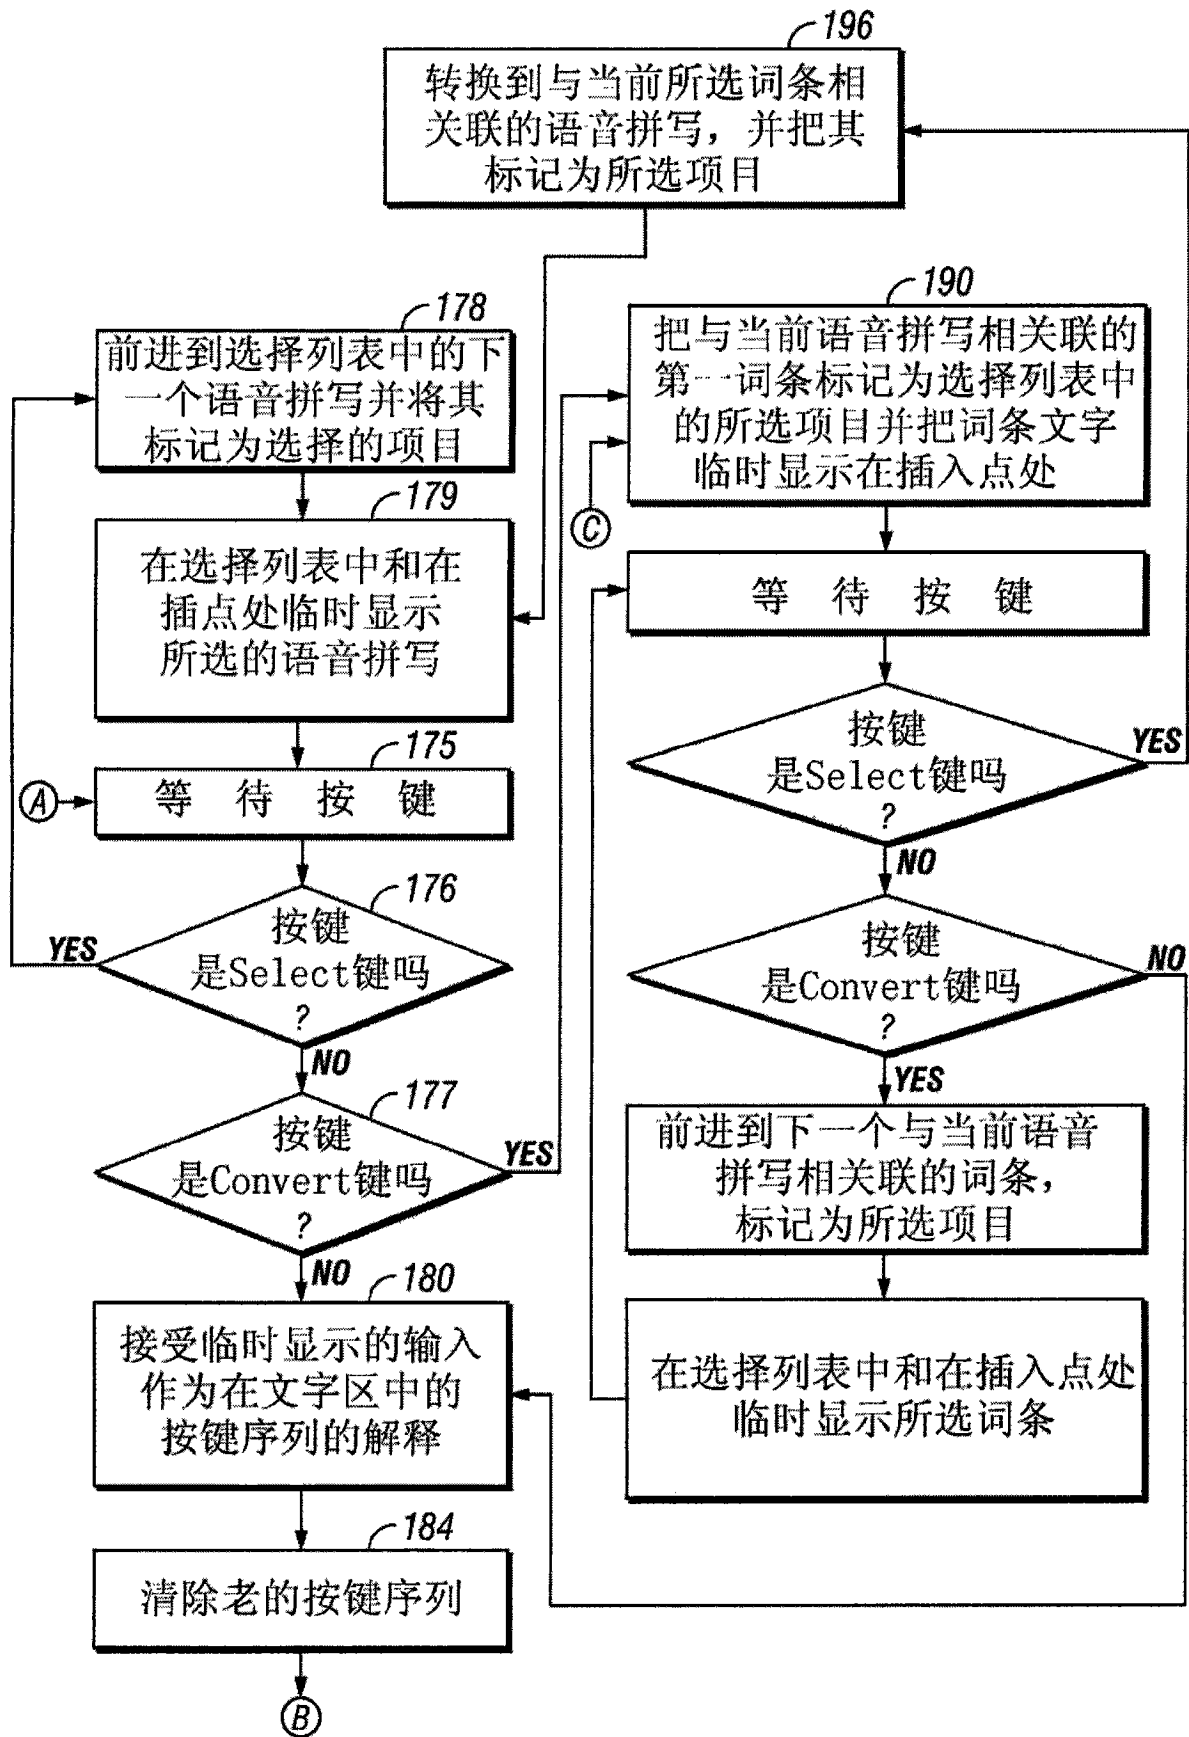 196
转换到与当前所选词条相
关联的语音拼写，并把其
标记为所选项目
178
前进到选择列表中的下
一个语音拼写并将其
标记为选择的项目
179
在选择列表中和在
插点处临时显示
所选的语音拼写
175
A
等 待 按 键
176
按键
是Select键吗
?
YES
NO
177
按键
是Convert键吗
?
YES
NO
180
接受临时显示的输入
作为在文字区中的
按键序列的解释
184
清除老的按键序列
B
190
把与当前语音拼写相关联的
第一词条标记为选择列表中
的所选项目并把词条文字
临时显示在插入点处
C
等 待 按 键
按键
是Select键吗
?
YES
NO
按键
是Convert键吗
?
NO
YES
前进到下一个与当前语音
拼写相关联的词条，
标记为所选项目
在选择列表中和在插入点处
临时显示所选词条